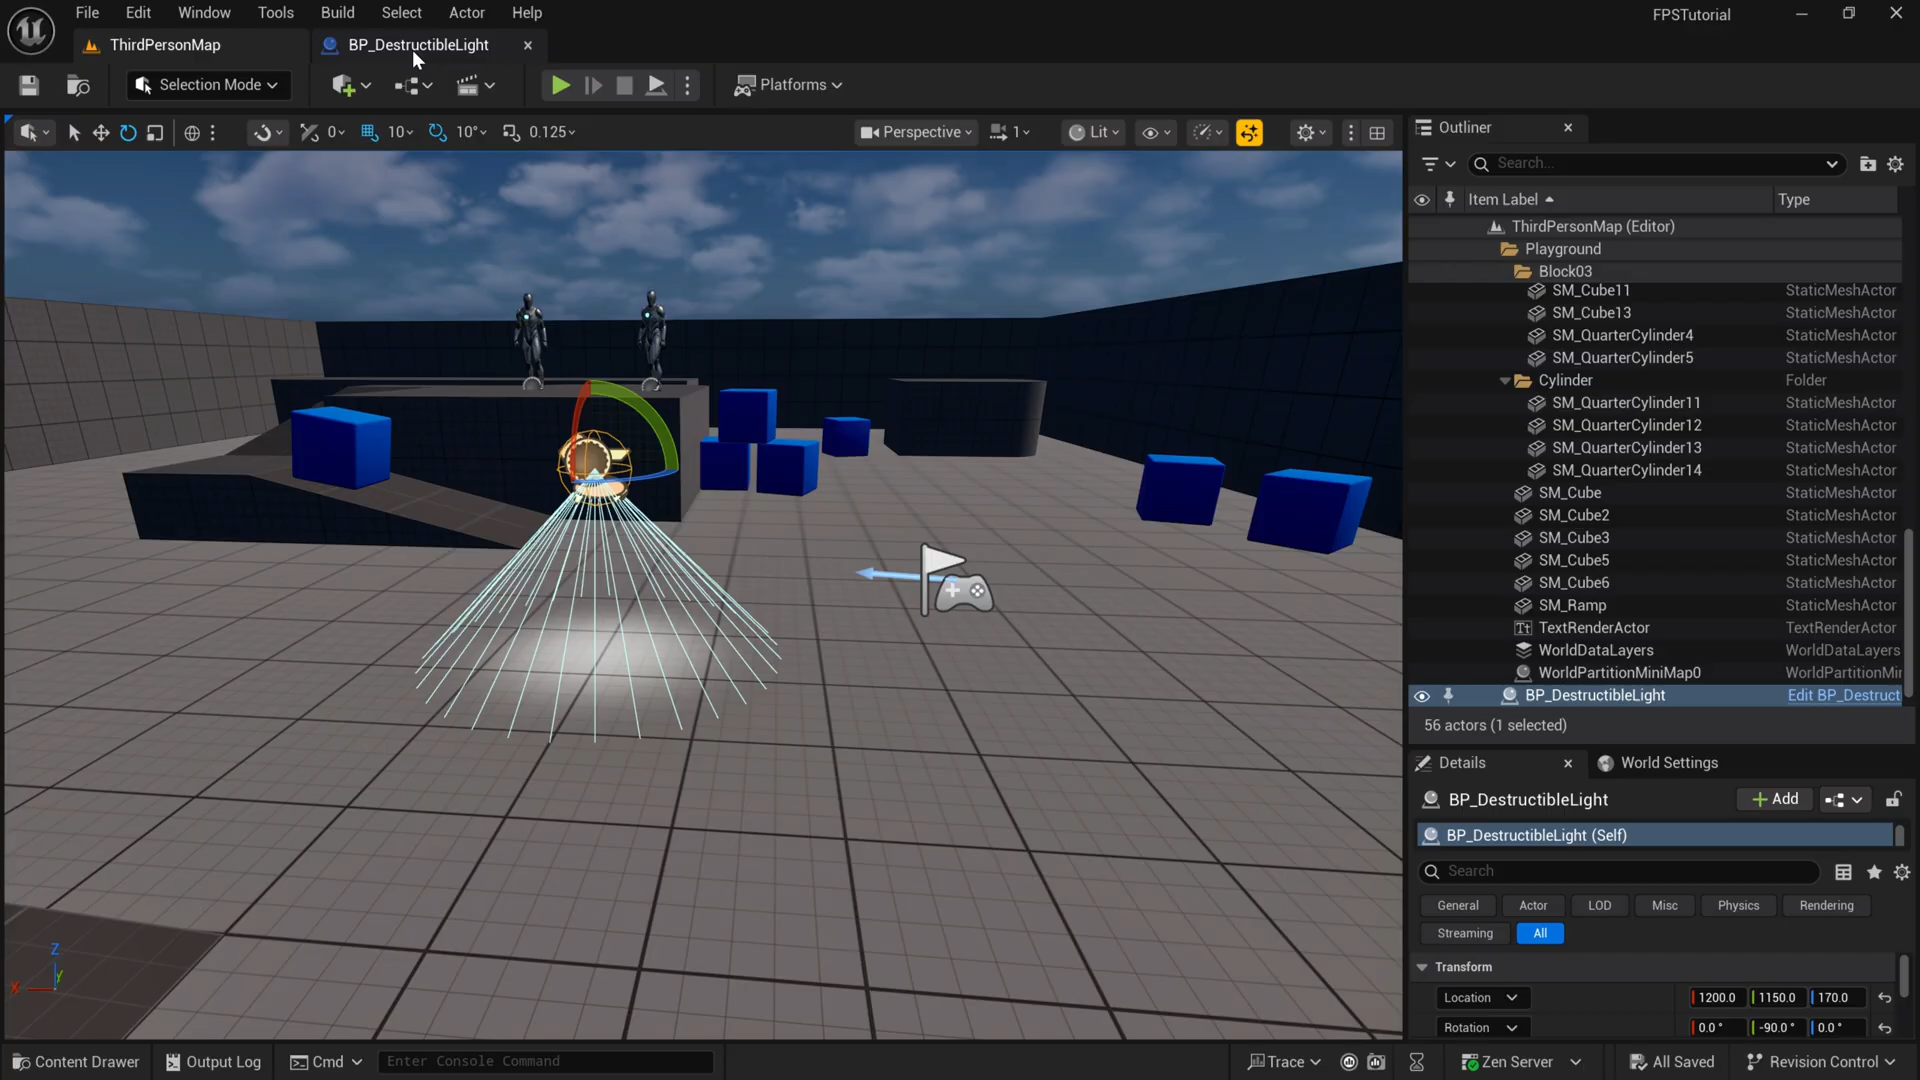 File Edit Window Tools Build Select Actor Help
FPSTutorial
ThirdPersonMap
BP_DestructibleLight
Selection Mode
Platforms
0
10
10°
0.125
Perspective
1
Lit
Outliner
Search...
Item Label Type
ThirdPersonMap (Editor)
Playground
Block03
SM_Cube11 StaticMeshActor
SM_Cube13 StaticMeshActor
SM_QuarterCylinder4 StaticMeshActor
SM_QuarterCylinder5 StaticMeshActor
Cylinder Folder
SM_QuarterCylinder11 StaticMeshActor
SM_QuarterCylinder12 StaticMeshActor
SM_QuarterCylinder13 StaticMeshActor
SM_QuarterCylinder14 StaticMeshActor
SM_Cube StaticMeshActor
SM_Cube2 StaticMeshActor
SM_Cube3 StaticMeshActor
SM_Cube5 StaticMeshActor
SM_Cube6 StaticMeshActor
SM_Ramp StaticMeshActor
TextRenderActor TextRenderActor
WorldDataLayers WorldDataLayers
WorldPartitionMiniMap0 WorldPartitionMi
BP_DestructibleLight Edit BP_Destruct
56 actors (1 selected)
Details
World Settings
BP_DestructibleLight
Add
BP_DestructibleLight (Self)
Search
General Actor LOD Misc Physics Rendering
Streaming All
Transform
Location 1200.0 1150.0 170.0
Rotation 0.0° -90.0° 0.0°
Z
X
Y
Content Drawer
Output Log
Cmd
Enter Console Command
Trace
Zen Server
All Saved
Revision Control